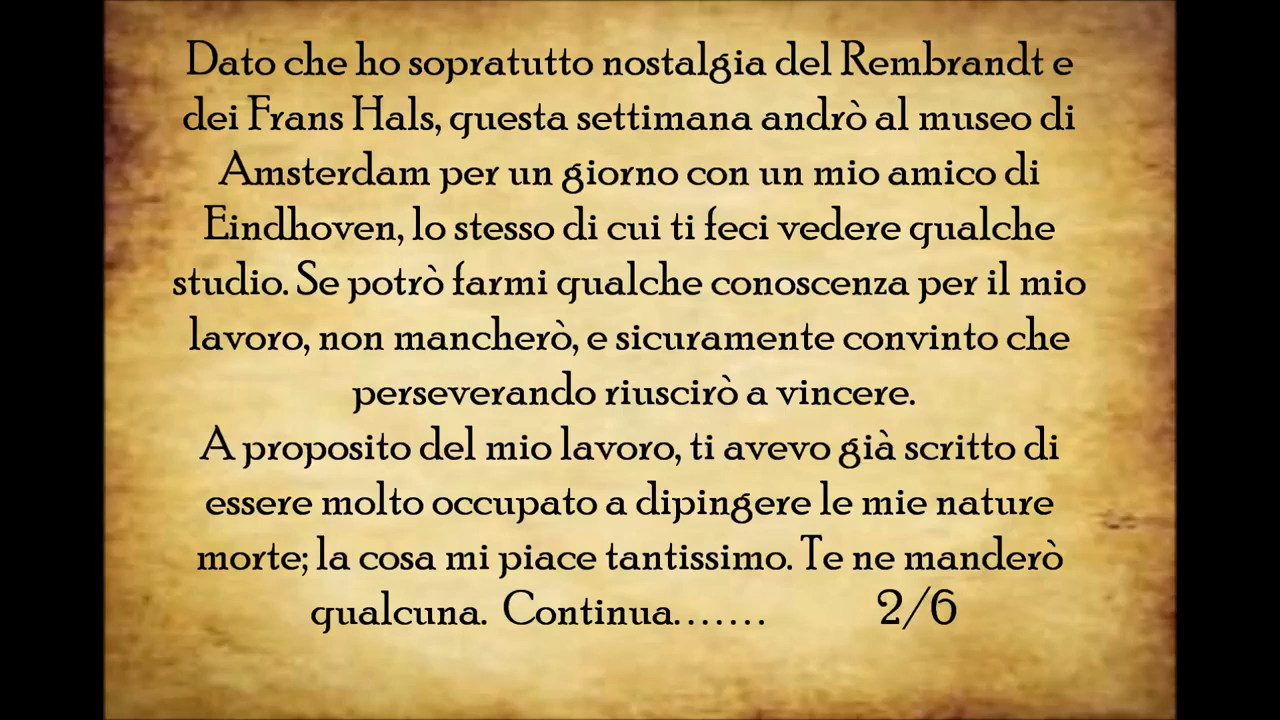 Dato che ho sopratutto nostalgia del Rembrandt e
dei Frans Hals, questa settimana andrò al museo di
Amsterdam per un giorno con un mio amico di
Eindhoven, lo stesso di cui ti feci vedere qualche
studio. Se potrò farmi qualche conoscenza per il mio
lavoro, non mancherò, e sicuramente convinto che
perseverando riuscirò a vincere.
A proposito del mio lavoro, ti avevo già scritto di
essere molto occupato a dipingere le mie nature
morte; la cosa mi piace tantissimo. Te ne manderò
qualcuna. Continua....... 2/6